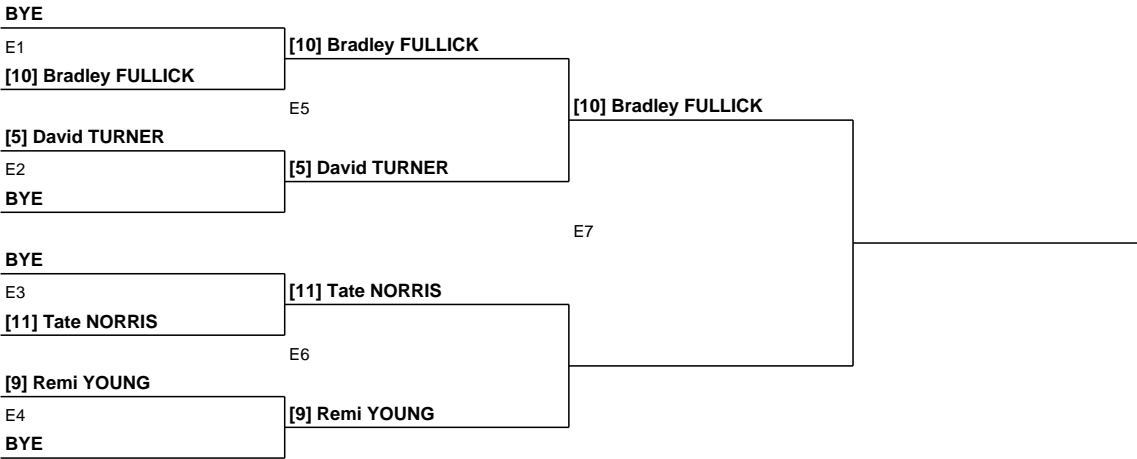 BYE
E1
[10] Bradley FULLICK
[10] Bradley FULLICK
E5
[10] Bradley FULLICK
[5] David TURNER
E2
[5] David TURNER
BYE
E7
BYE
E3
[11] Tate NORRIS
[11] Tate NORRIS
E6
[9] Remi YOUNG
E4
[9] Remi YOUNG
BYE